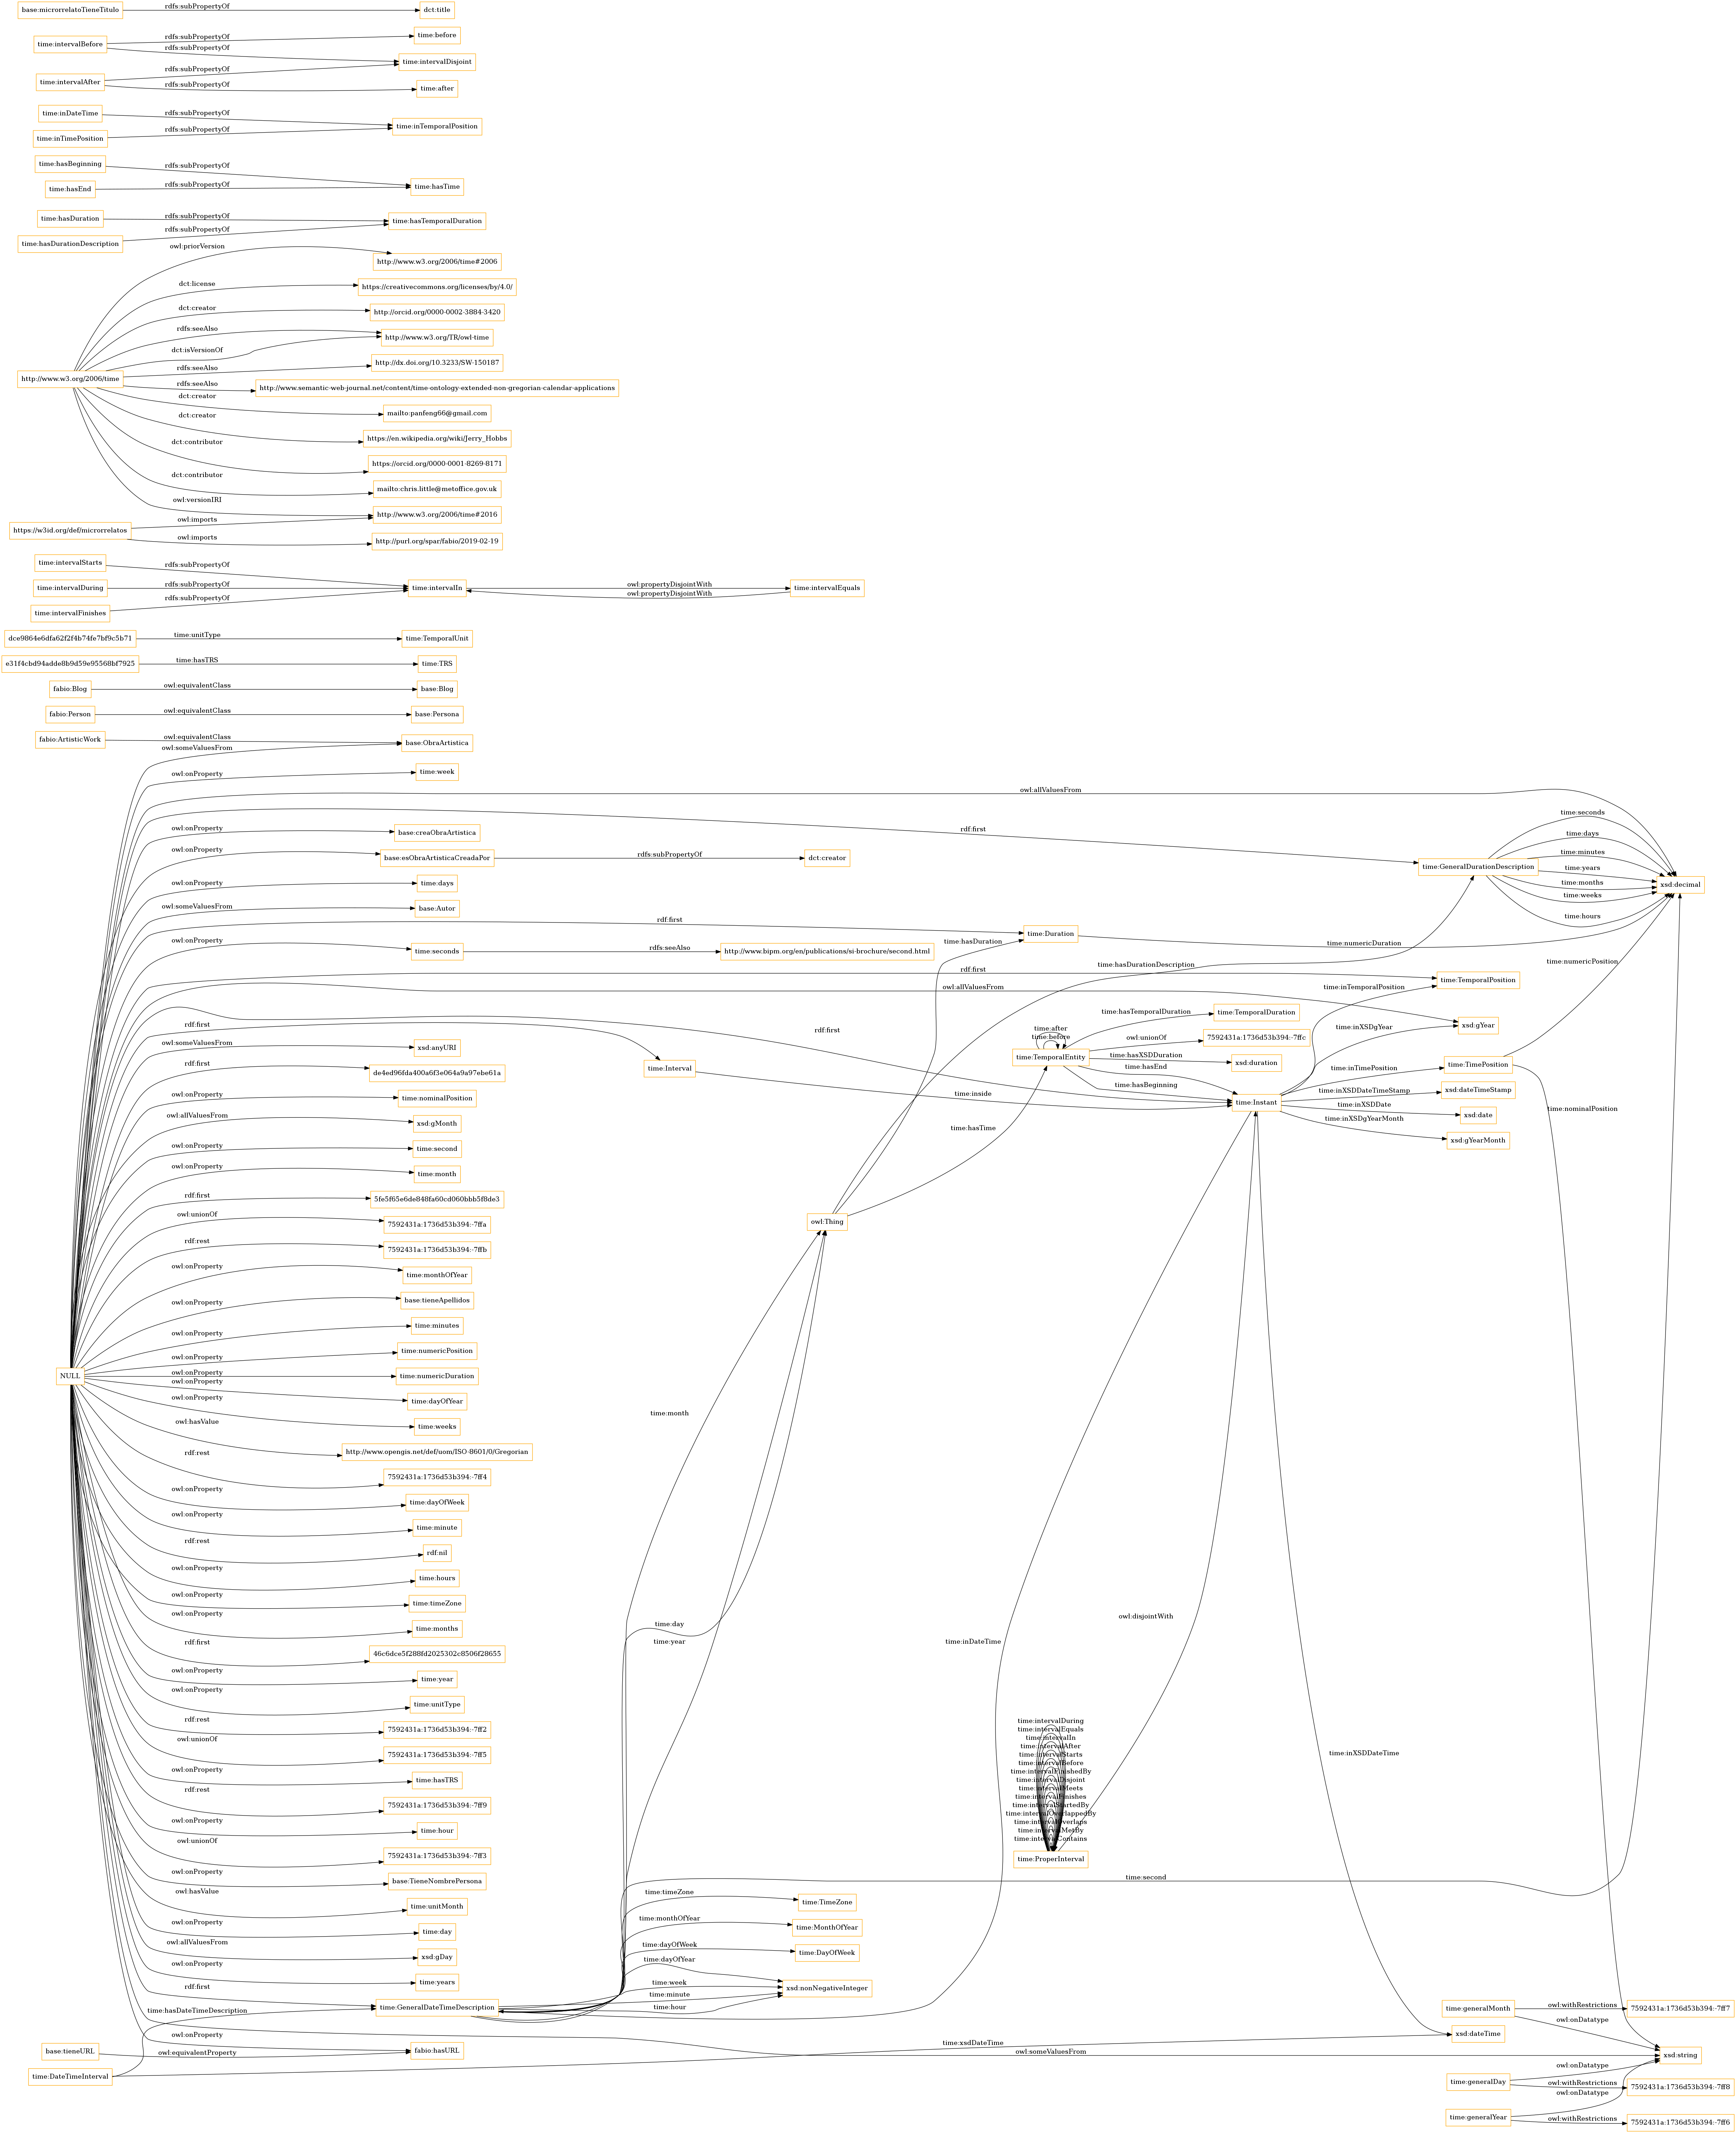 base:microrrelatoTieneTitulo
rdfs:subPropertyOf
dct:title
time:intervalBefore
rdfs:subPropertyOf
time:before
rdfs:subPropertyOf
time:intervalDisjoint
time:intervalAfter
rdfs:subPropertyOf
rdfs:subPropertyOf
time:after
time:inDateTime
rdfs:subPropertyOf
time:inTemporalPosition
time:inTimePosition
rdfs:subPropertyOf
time:hasBeginning
rdfs:subPropertyOf
time:hasTime
time:hasEnd
rdfs:subPropertyOf
time:hasDuration
rdfs:subPropertyOf
time:hasTemporalDuration
time:hasDurationDescription
rdfs:subPropertyOf
owl:priorVersion
http://www.w3.org/2006/time#2006
dct:license
https://creativecommons.org/licenses/by/4.0/
dct:creator
http://orcid.org/0000-0002-3884-3420
rdfs:seeAlso
http://www.w3.org/TR/owl-time
dct:isVersionOf
http://www.w3.org/2006/time
rdfs:seeAlso
http://dx.doi.org/10.3233/SW-150187
rdfs:seeAlso
http://www.semantic-web-journal.net/content/time-ontology-extended-non-gregorian-calendar-applications
dct:creator
mailto:panfeng66@gmail.com
dct:creator
https://en.wikipedia.org/wiki/Jerry_Hobbs
dct:contributor
https://orcid.org/0000-0001-8269-8171
dct:contributor
mailto:chris.little@metoffice.gov.uk
owl:versionIRI
http://www.w3.org/2006/time#2016
https://w3id.org/def/microrrelatos
owl:imports
owl:imports
http://purl.org/spar/fabio/2019-02-19
time:intervalStarts
rdfs:subPropertyOf
time:intervalDuring
rdfs:subPropertyOf
time:intervalIn
owl:propertyDisjointWith
owl:propertyDisjointWith
time:intervalEquals
time:intervalFinishes
rdfs:subPropertyOf
dce9864e6dfa62f2f4b74fe7bf9c5b71
time:unitType
time:TemporalUnit
e31f4cbd94adde8b9d59e95568bf7925
time:hasTRS
time:TRS
fabio:Blog
owl:equivalentClass
base:Blog
fabio:Person
owl:equivalentClass
base:Persona
fabio:ArtisticWork
owl:equivalentClass
base:ObraArtistica
owl:someValuesFrom
owl:onProperty
time:week
owl:allValuesFrom
rdf:first
owl:onProperty
base:creaObraArtistica
owl:onProperty
base:esObraArtisticaCreadaPor
rdfs:subPropertyOf
dct:creator
time:GeneralDurationDescription
time:seconds
time:days
time:minutes
time:years
time:months
time:weeks
time:hours
xsd:decimal
owl:onProperty
time:days
owl:someValuesFrom
base:Autor
rdf:first
time:Duration
time:numericDuration
owl:onProperty
time:seconds
rdfs:seeAlso
http://www.bipm.org/en/publications/si-brochure/second.html
time:hasDuration
time:hasDurationDescription
rdf:first
time:TemporalPosition
owl:allValuesFrom
xsd:gYear
rdf:first
rdf:first
time:Interval
time:inside
time:after
time:before
time:TemporalEntity
time:hasTemporalDuration
time:TemporalDuration
owl:unionOf
7592431a:1736d53b394:-7ffc
time:hasXSDDuration
xsd:duration
time:hasEnd
time:hasBeginning
time:Instant
time:inTemporalPosition
time:inXSDgYear
time:inTimePosition
time:TimePosition
time:numericPosition
time:nominalPosition
time:inXSDDateTimeStamp
xsd:dateTimeStamp
time:inXSDDate
xsd:date
time:inXSDgYearMonth
xsd:gYearMonth
owl:someValuesFrom
xsd:anyURI
rdf:first
de4ed96fda400a6f3e064a9a97ebe61a
owl:onProperty
time:nominalPosition
owl:allValuesFrom
xsd:gMonth
owl:onProperty
time:second
owl:onProperty
time:month
time:hasTime
rdf:first
5fe5f65e6de848fa60cd060bbb5f8de3
owl:unionOf
7592431a:1736d53b394:-7ffa
owl:Thing
rdf:rest
7592431a:1736d53b394:-7ffb
owl:onProperty
time:monthOfYear
owl:onProperty
base:tieneApellidos
owl:onProperty
time:minutes
owl:onProperty
time:numericPosition
NULL
owl:onProperty
time:numericDuration
owl:onProperty
time:dayOfYear
owl:onProperty
time:weeks
time:month
owl:hasValue
http://www.opengis.net/def/uom/ISO-8601/0/Gregorian
rdf:rest
7592431a:1736d53b394:-7ff4
owl:onProperty
time:dayOfWeek
owl:onProperty
time:minute
rdf:rest
rdf:nil
owl:onProperty
time:hours
owl:onProperty
time:timeZone
owl:onProperty
time:months
time:day
owl:disjointWith
rdf:first
46c6dce5f288fd2025302c8506f28655
time:year
time:inDateTime
owl:onProperty
time:year
owl:onProperty
time:unitType
rdf:rest
7592431a:1736d53b394:-7ff2
owl:unionOf
7592431a:1736d53b394:-7ff5
time:inXSDDateTime
owl:onProperty
time:hasTRS
rdf:rest
7592431a:1736d53b394:-7ff9
owl:onProperty
time:hour
owl:unionOf
7592431a:1736d53b394:-7ff3
time:intervalDuring
time:intervalEquals
time:intervalIn
time:intervalAfter
time:intervalStarts
time:intervalBefore
time:intervalFinishedBy
time:intervalDisjoint
time:intervalMeets
time:intervalFinishes
time:intervalStartedBy
time:intervalOverlappedBy
time:intervalOverlaps
time:intervalMetBy
time:intervalContains
time:ProperInterval
owl:onProperty
base:TieneNombrePersona
time:second
owl:hasValue
time:unitMonth
time:timeZone
time:TimeZone
owl:onProperty
time:day
time:monthOfYear
time:MonthOfYear
owl:allValuesFrom
xsd:gDay
time:dayOfWeek
time:DayOfWeek
owl:onProperty
time:years
time:dayOfYear
time:week
xsd:nonNegativeInteger
time:minute
time:hour
rdf:first
time:GeneralDateTimeDescription
time:hasDateTimeDescription
time:generalMonth
owl:withRestrictions
7592431a:1736d53b394:-7ff7
owl:onDatatype
xsd:dateTime
time:xsdDateTime
owl:onProperty
base:tieneURL
owl:equivalentProperty
fabio:hasURL
owl:someValuesFrom
xsd:string
time:DateTimeInterval
time:generalDay
owl:onDatatype
owl:withRestrictions
7592431a:1736d53b394:-7ff8
owl:onDatatype
time:generalYear
owl:withRestrictions
7592431a:1736d53b394:-7ff6